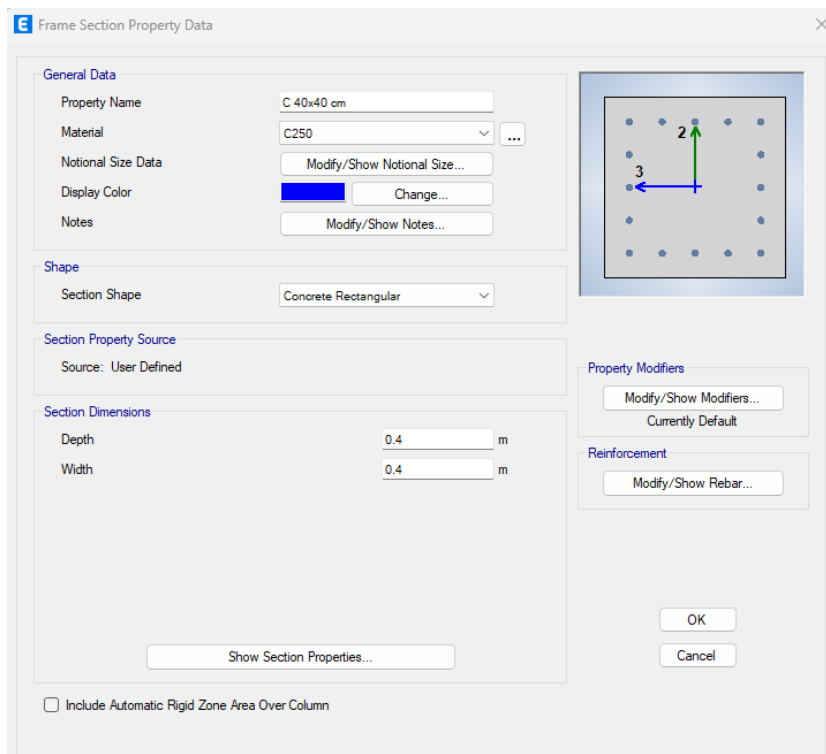 E Frame Section Property Data
General Data
Property Name C 40x40 cm
Material C250 ...
Notional Size Data Modify/Show Notional Size...
Display Color Change...
Notes Modify/Show Notes...
2
3
Shape
Section Shape Concrete Rectangular
Section Property Source
Source: User Defined
Property Modifiers
Modify/Show Modifiers...
Currently Default
Section Dimensions
Depth 0.4 m
Width 0.4 m
Reinforcement
Modify/Show Rebar...
OK
Cancel
Show Section Properties...
Include Automatic Rigid Zone Area Over Column